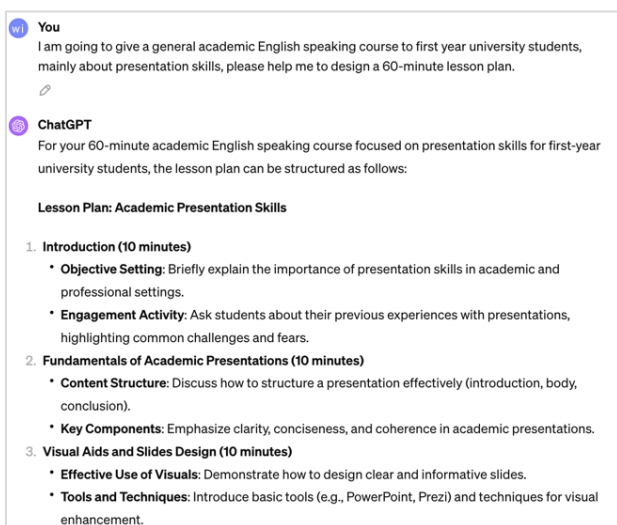 wi You
I am going to give a general academic English speaking course to first year university students,
mainly about presentation skills, please help me to design a 60-minute lesson plan.
ChatGPT
For your 60-minute academic English speaking course focused on presentation skills for first-year
university students, the lesson plan can be structured as follows:
Lesson Plan: Academic Presentation Skills
1. Introduction (10 minutes)
• Objective Setting: Briefly explain the importance of presentation skills in academic and
professional settings.
• Engagement Activity: Ask students about their previous experiences with presentations,
highlighting common challenges and fears.
2. Fundamentals of Academic Presentations (10 minutes)
• Content Structure: Discuss how to structure a presentation effectively (introduction, body,
conclusion).
• Key Components: Emphasize clarity, conciseness, and coherence in academic presentations.
3. Visual Aids and Slides Design (10 minutes)
• Effective Use of Visuals: Demonstrate how to design clear and informative slides.
• Tools and Techniques: Introduce basic tools (e.g., PowerPoint, Prezi) and techniques for visual
enhancement.